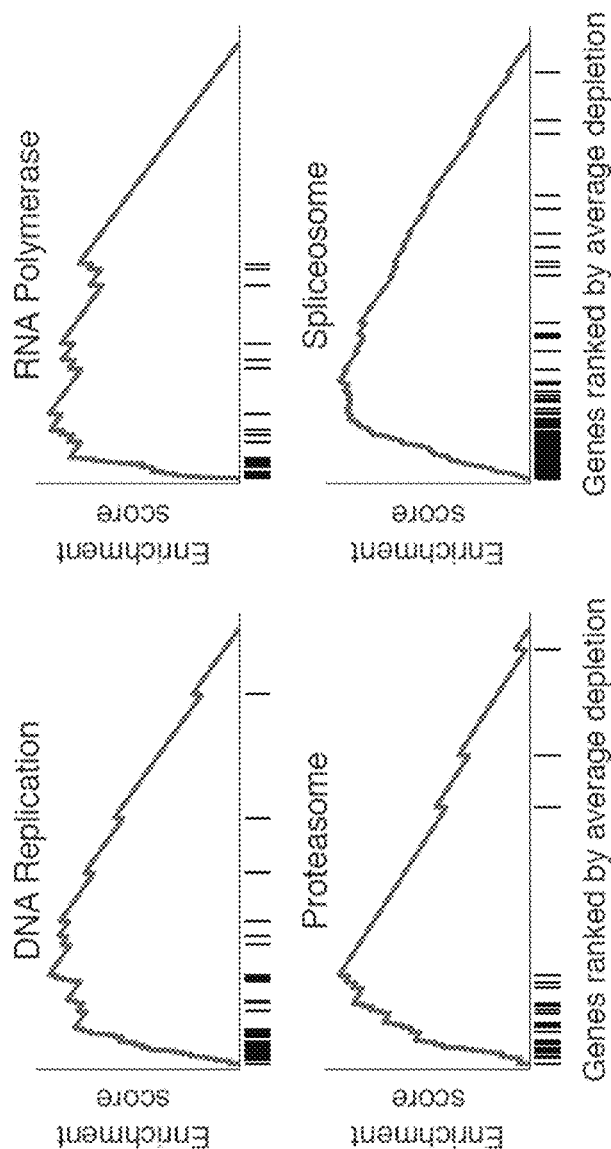 DNA Replication
Enrichment
score
RNA Polymerase
Enrichment
score
Proteasome
Enrichment
score
Genes ranked by average depletion
Spliceosome
Enrichment
score
Genes ranked by average depletion